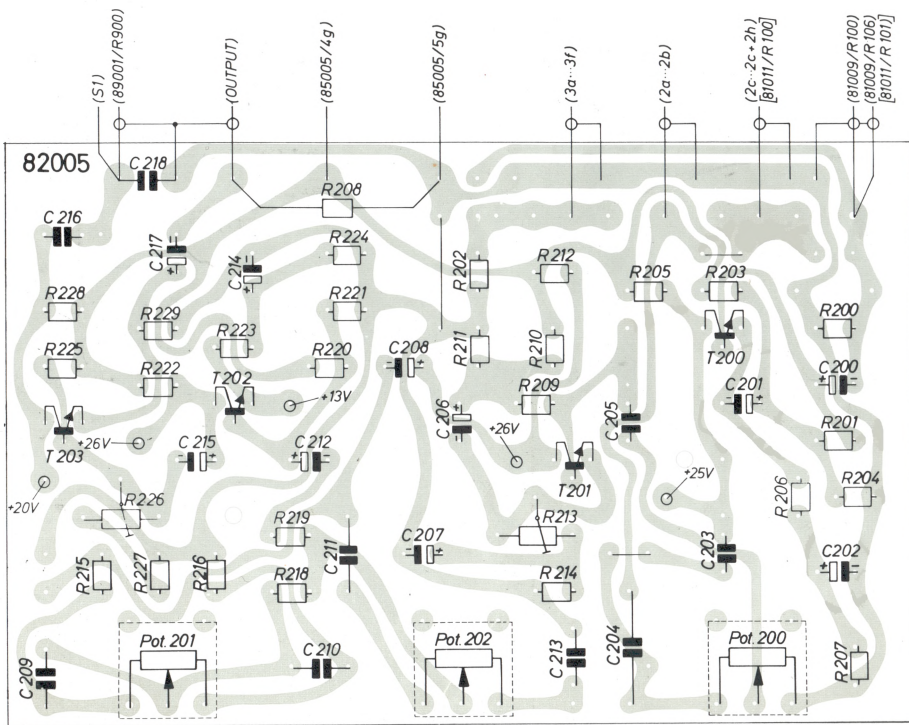 (S1)
(89001/R900)
(OUTPUT)
(85005/4g)
(85005/5g)
(3a...3f)
(2a...2b)
(2c...2c+2h)
[81011/R100]
(81009/R100)
(81009/R106)
[81011/R101]
82005
C 218
R 208
C 216
C 217
C 214
R 224
R 202
R 212
R 205
R 203
R 228
R 229
R 223
R 221
R 211
R 210
T 200
R 200
R 225
R 222
T 202
R 220
C 208
R 209
C 201
C 200
+13V
T 203
+26V
C 215
C 212
C 206
+26V
C 205
R 201
T 201
+25V
R 206
R 204
+20V
R 226
R 219
C 211
C 207
R 213
C 203
C 202
R 215
R 227
R 216
R 218
R 214
C 209
Pot. 201
C 210
Pot. 202
C 213
C 204
Pot. 200
R 207